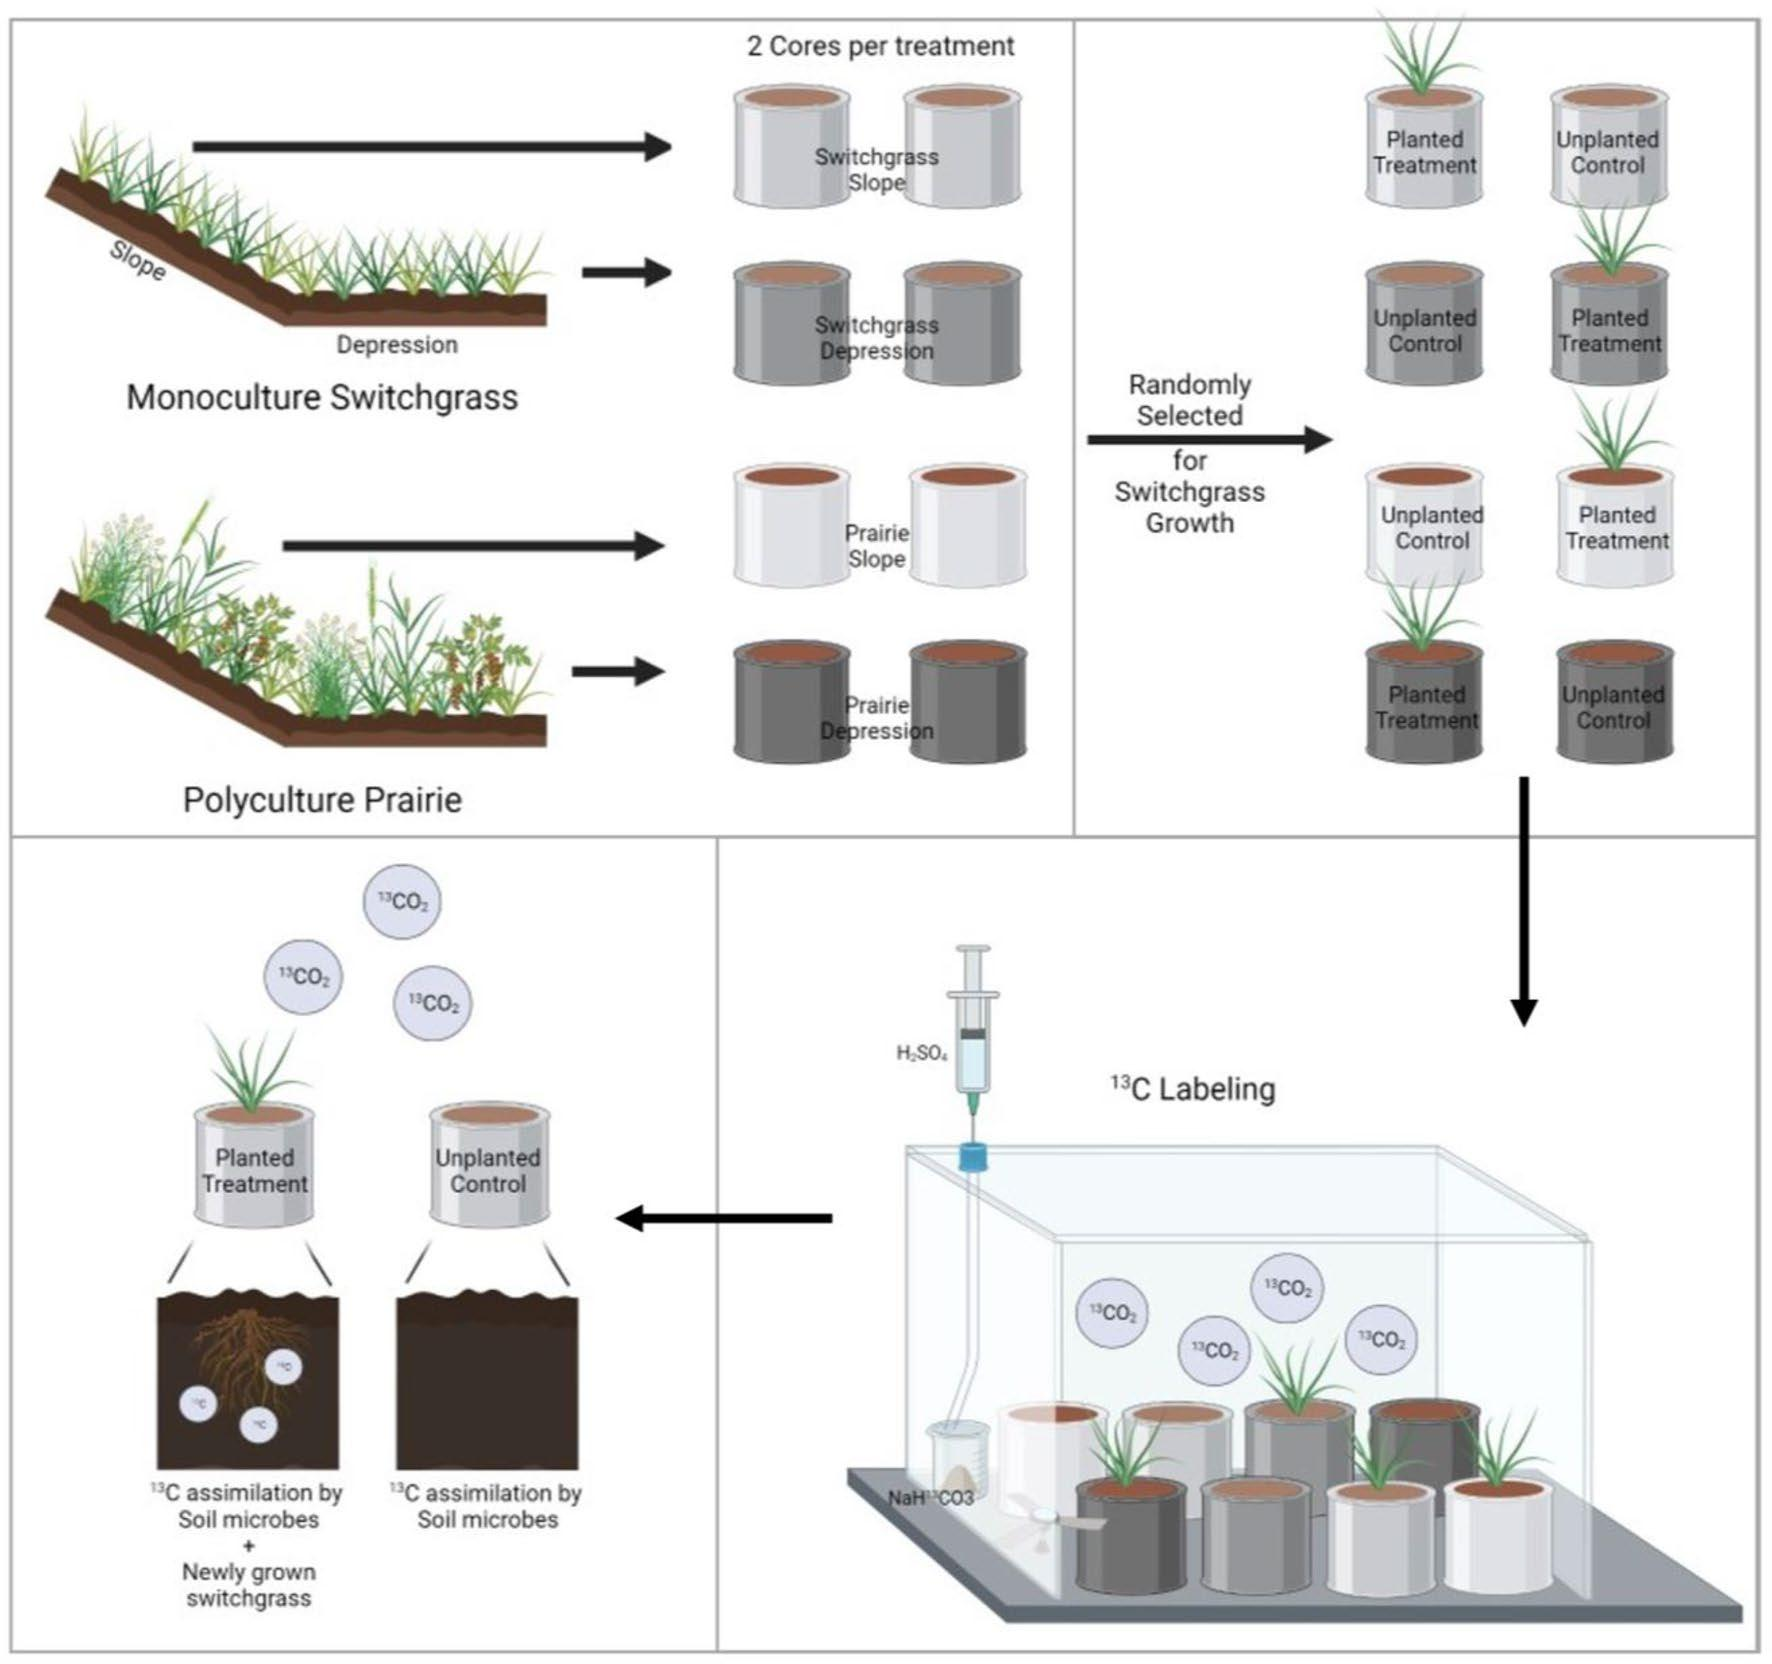 2 Cores per treatment
Switchgrass
Slope
Slope
Switchgrass
Depression
Depression
Monoculture Switchgrass
Prairie
Slope
Prairie
Depression
Polyculture Prairie
Randomly
Selected
for
Switchgrass
Growth
Planted
Treatment
Unplanted
Control
Unplanted
Control
Planted
Treatment
Unplanted
Control
Planted
Treatment
Planted
Treatment
Unplanted
Control
¹³C Labeling
H₂SO₄
¹³CO₂
¹³CO₂
¹³CO₂
¹³CO₂
NaH¹³CO3
¹³CO₂
¹³CO₂
¹³CO₂
Planted
Treatment
Unplanted
Control
¹³C
¹³C
¹³C
¹³C assimilation by
Soil microbes
+
Newly grown
switchgrass
¹³C assimilation by
Soil microbes